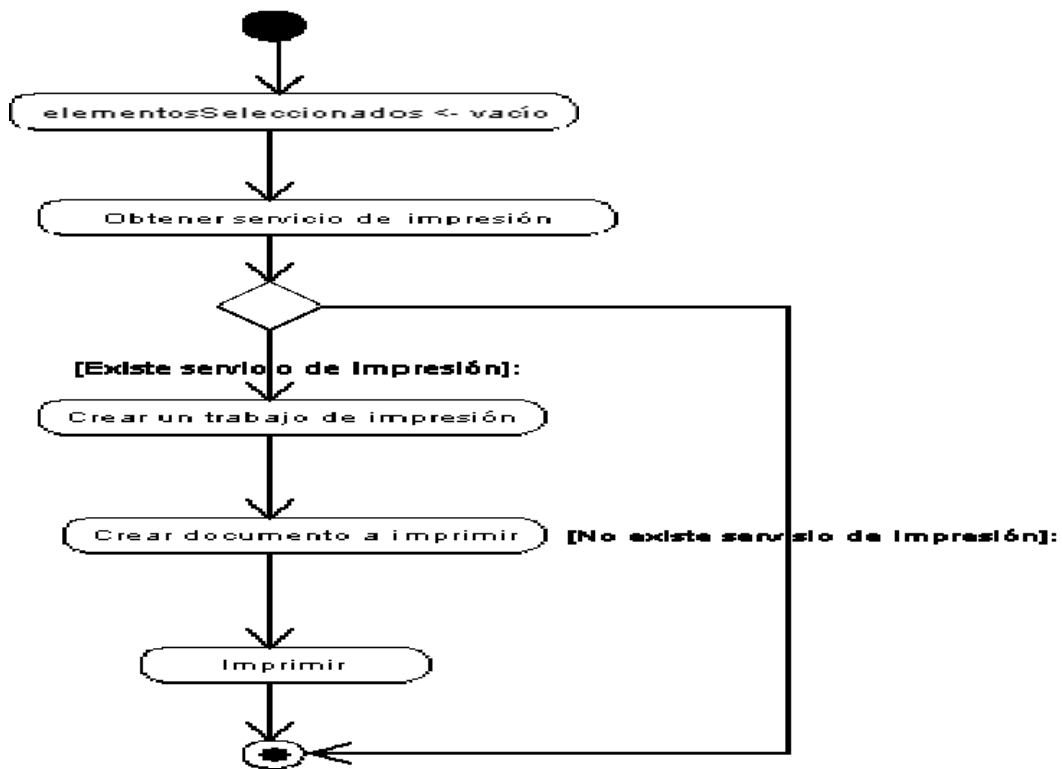 elementosSeleccionados <- vacío
Obtener servicio de impresión
[Existe servicio de impresión]:
Crear un trabajo de impresión
Crear documento a imprimir
[No existe servisio de impresión]:
Imprimir